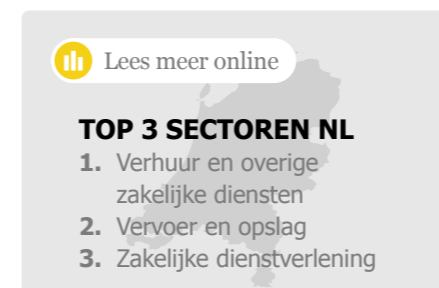 Lees meer online
TOP 3 SECTOREN NL
1. Verhuur en overige
zakelijke diensten
2. Vervoer en opslag
3. Zakelijke dienstverlening